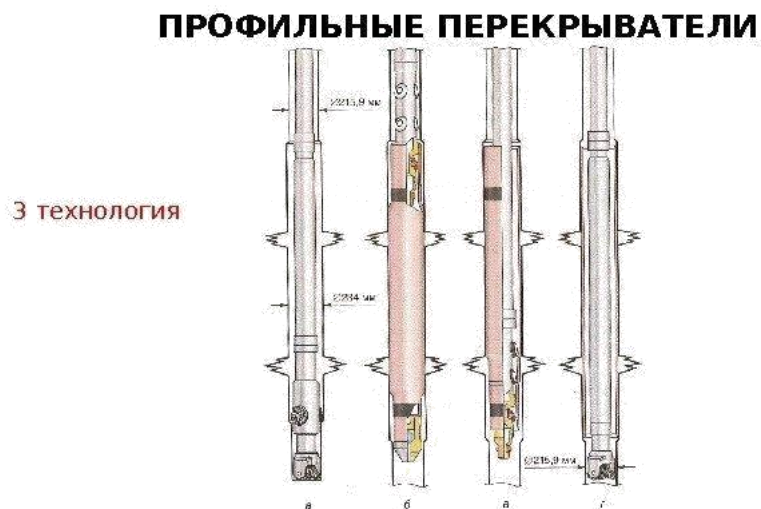 ПРОФИЛЬНЫЕ ПЕРЕКРЫВАТЕЛИ
∅215,9 мм
3 технология
∅234 мм
∅215,9 мм
а б в г